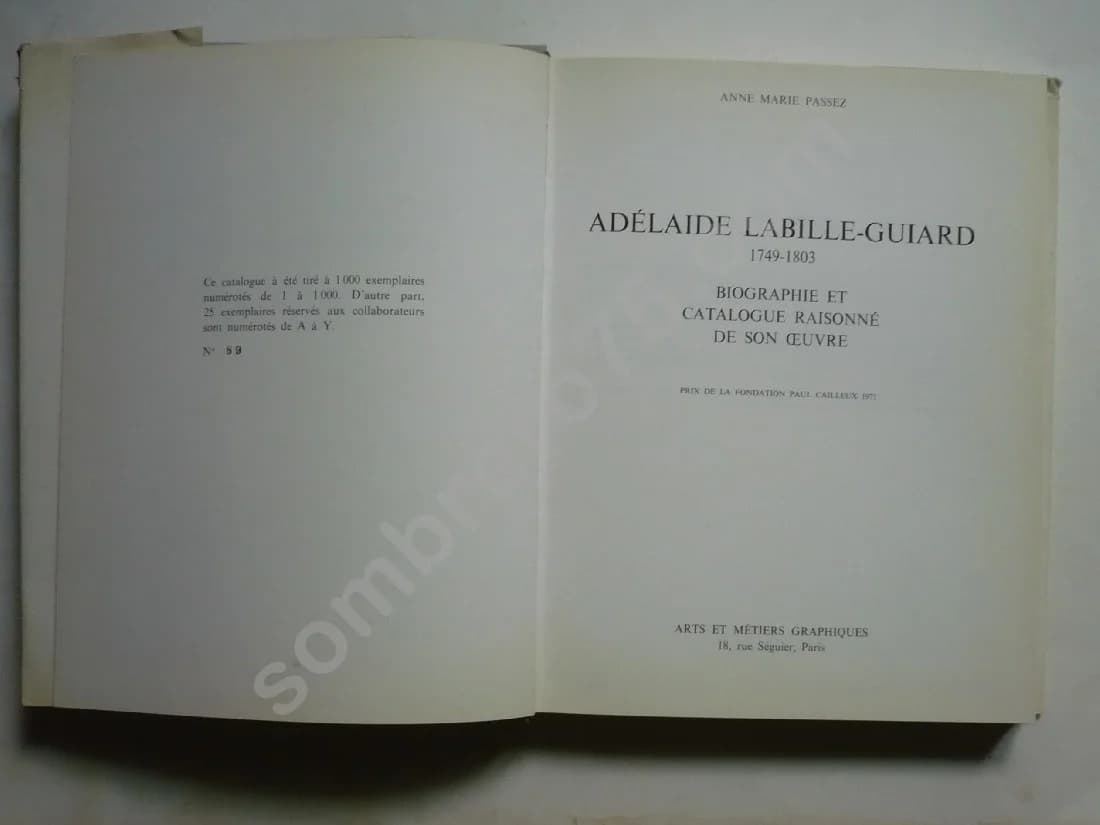 Ce catalogue à été tiré à 1 000 exemplaires
numérotés de 1 à 1 000. D'autre part,
25 exemplaires réservés aux collaborateurs
sont numérotés de A à Y.
N° 89
ANNE MARIE PASSEZ
ADÉLAIDE LABILLE-GUIARD
1749-1803
BIOGRAPHIE ET
CATALOGUE RAISONNÉ
DE SON ŒUVRE
PRIX DE LA FONDATION PAUL CAILLEUX 1971
ARTS ET MÉTIERS GRAPHIQUES
18, rue Séguier, Paris